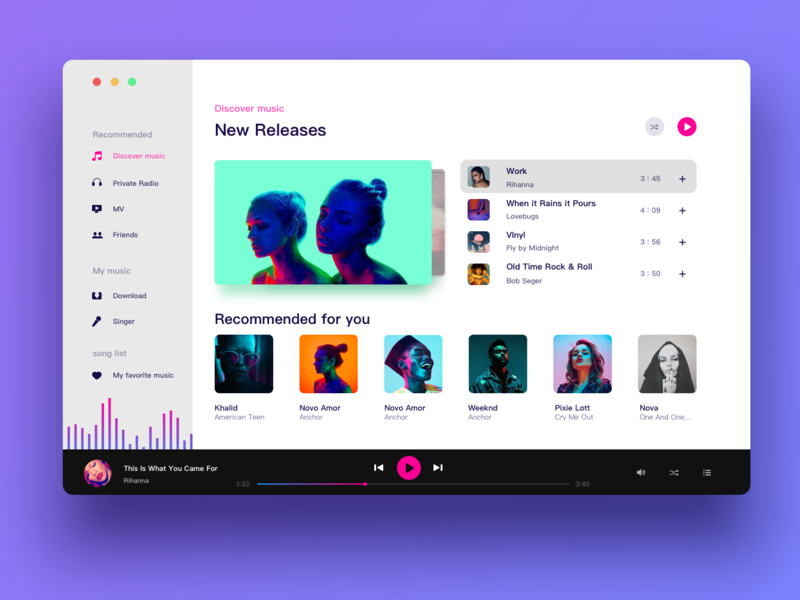 Recommended
Discover music
Private Radio
MV
Friends
My music
Download
Singer
song list
My favorite music
Discover music
New Releases
Work
Rihanna
3 : 45
When it Rains it Pours
Lovebugs
4 : 09
VInyl
Fly by Midnight
3 : 56
Old Time Rock & Roll
Bob Seger
3 : 50
Recommended for you
Khalid
American Teen
Novo Amor
Anchor
Novo Amor
Anchor
Weeknd
Anchor
Pixie Lott
Cry Me Out
Nova
One And One...
This Is What You Came For
Rihanna
1:32
3:45